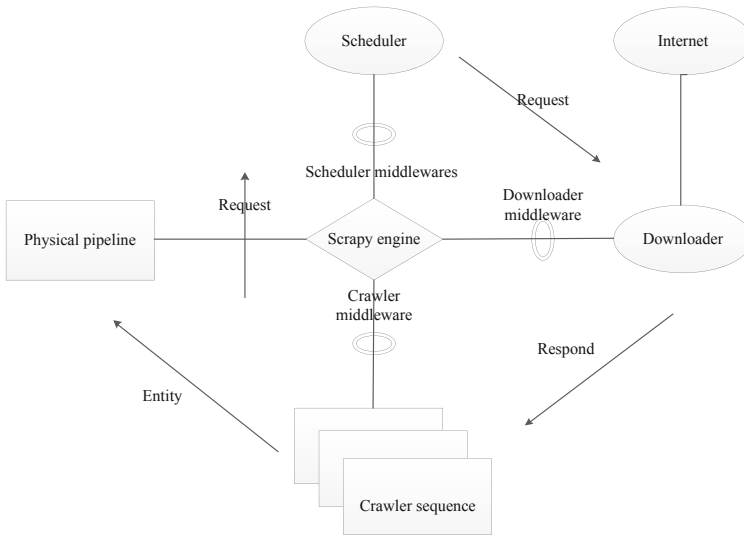 Scheduler
Internet
Request
Scheduler middlewares
Downloader
middleware
Request
Physical pipeline
Scrapy engine
Downloader
Crawler
middleware
Respond
Entity
Crawler sequence